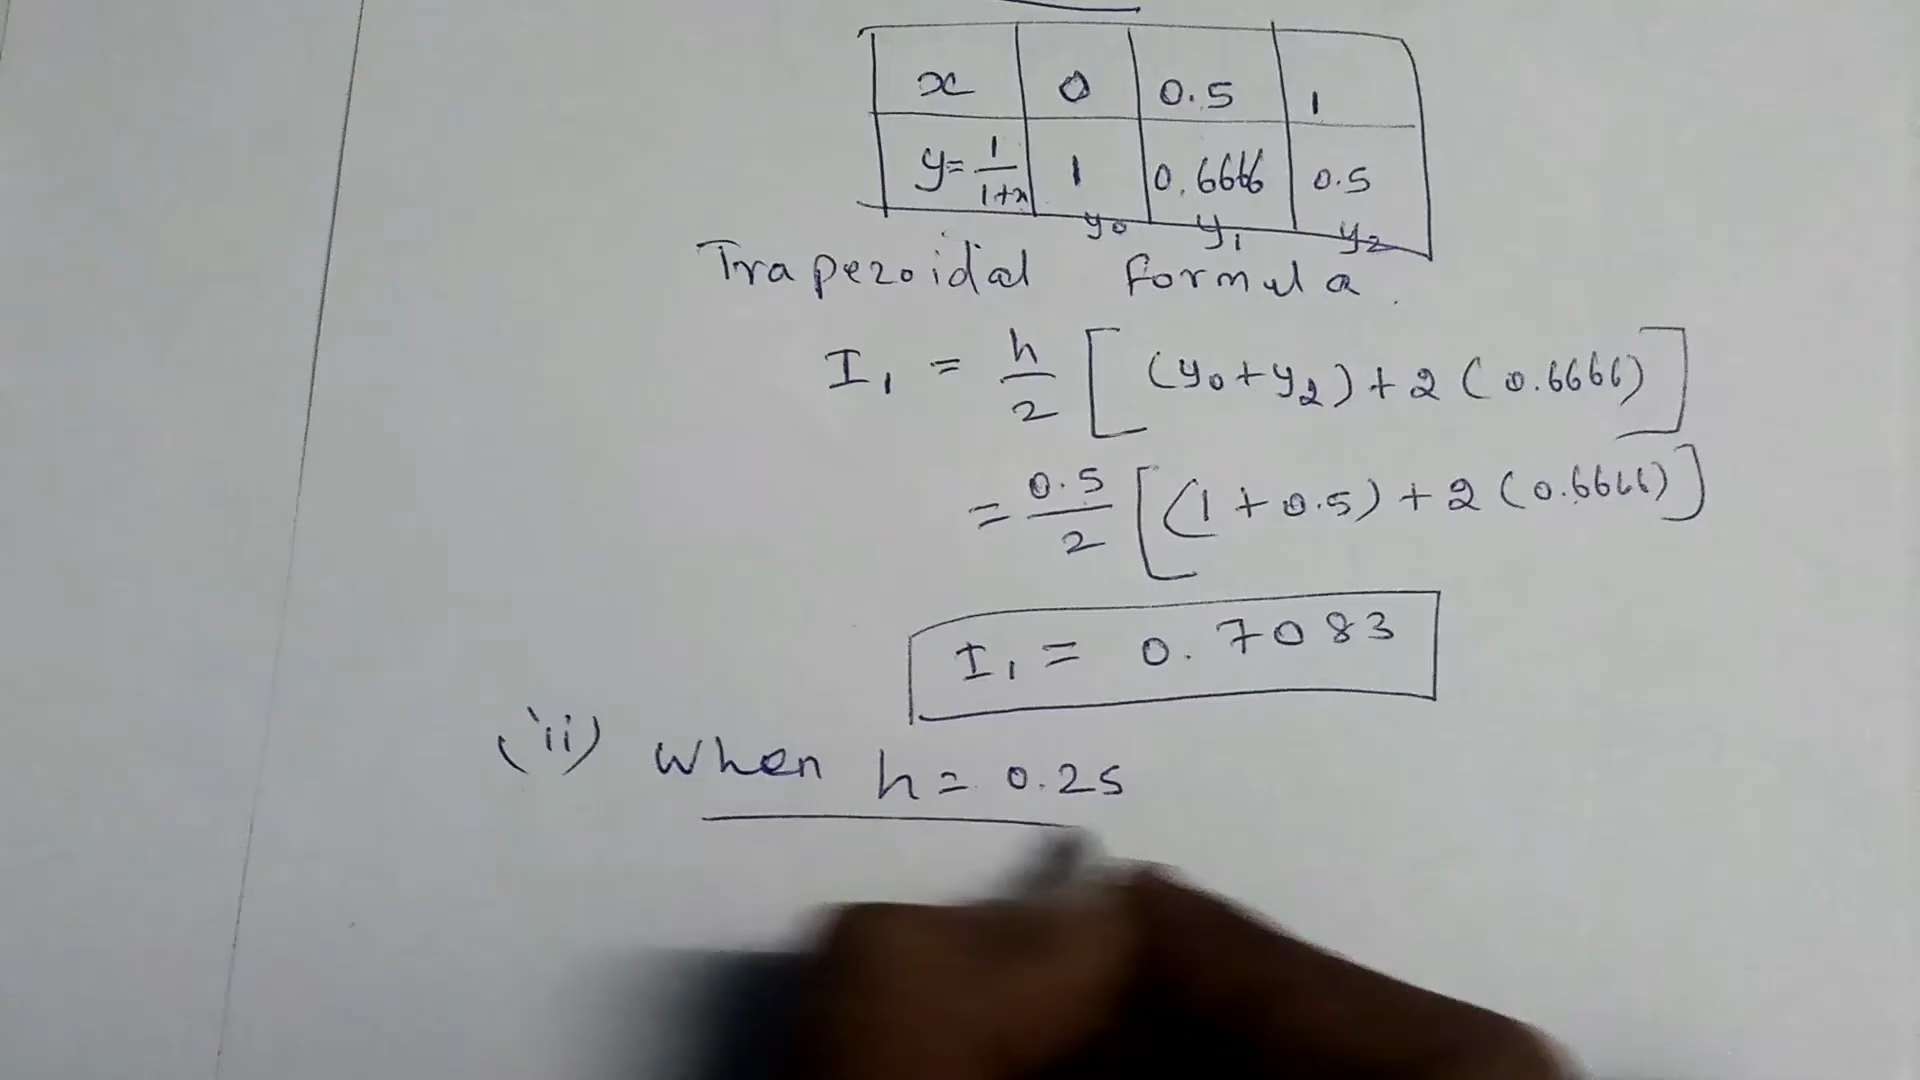 x 0 0.5 1
y = 1/1+x 1 0.6666 0.5
y0 y1 y2
Trapezoidal formula.
I1 = h/2 [ (y0 + y2) + 2 ( 0.6666) ]
= 0.5/2 [ (1 + 0.5) + 2 (0.6666) ]
I1 = 0.7083
(ii) when h = 0.25